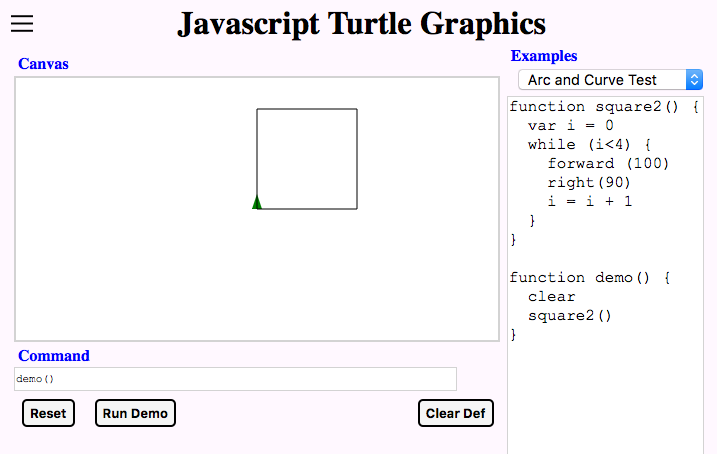 Javascript Turtle Graphics
Canvas
Examples
Arc and Curve Test
function square2() {
  var i = 0
  while (i<4) {
    forward (100)
    right(90)
    i = i + 1
  }
}

function demo() {
  clear
  square2()
}
Command
demo()
Reset
Run Demo
Clear Def